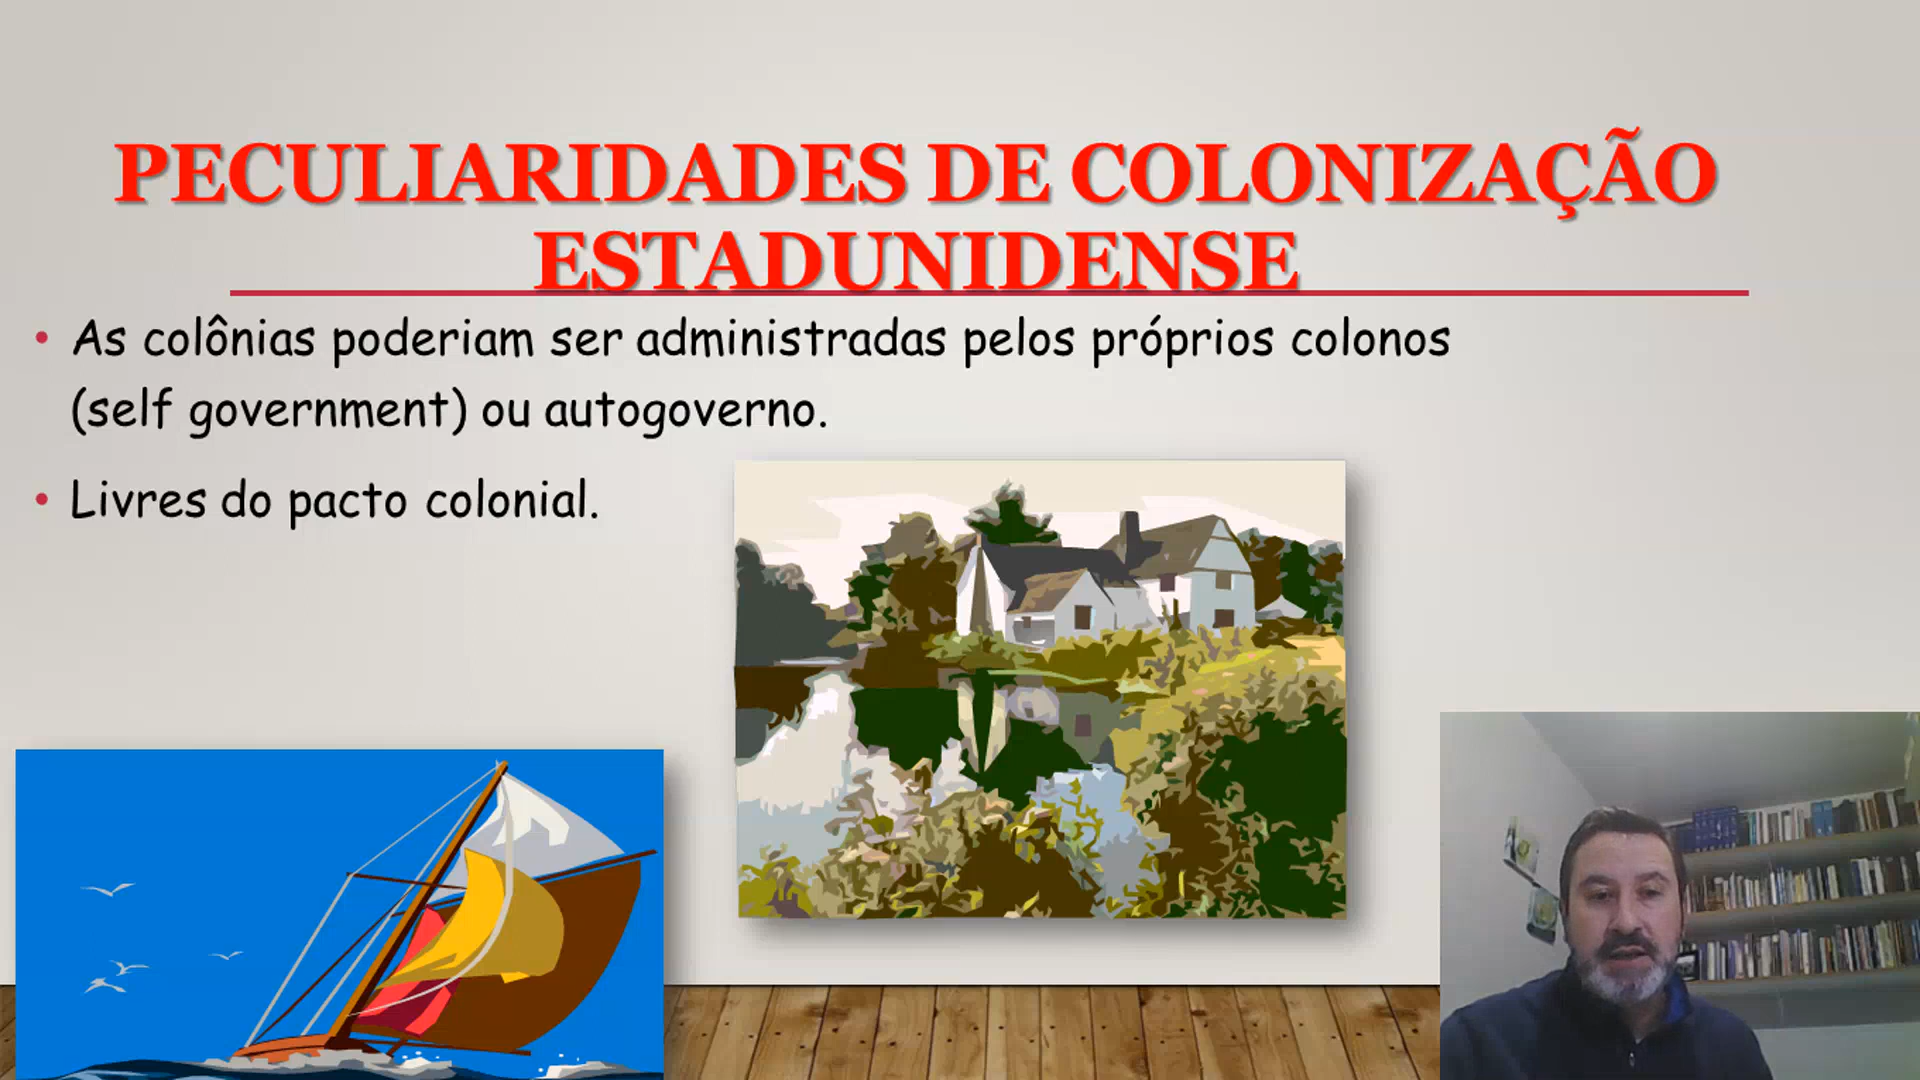 PECULIARIDADES DE COLONIZAÇÃO
ESTADUNIDENSE
• As colônias poderiam ser administradas pelos próprios colonos
(self government) ou autogoverno.
• Livres do pacto colonial.